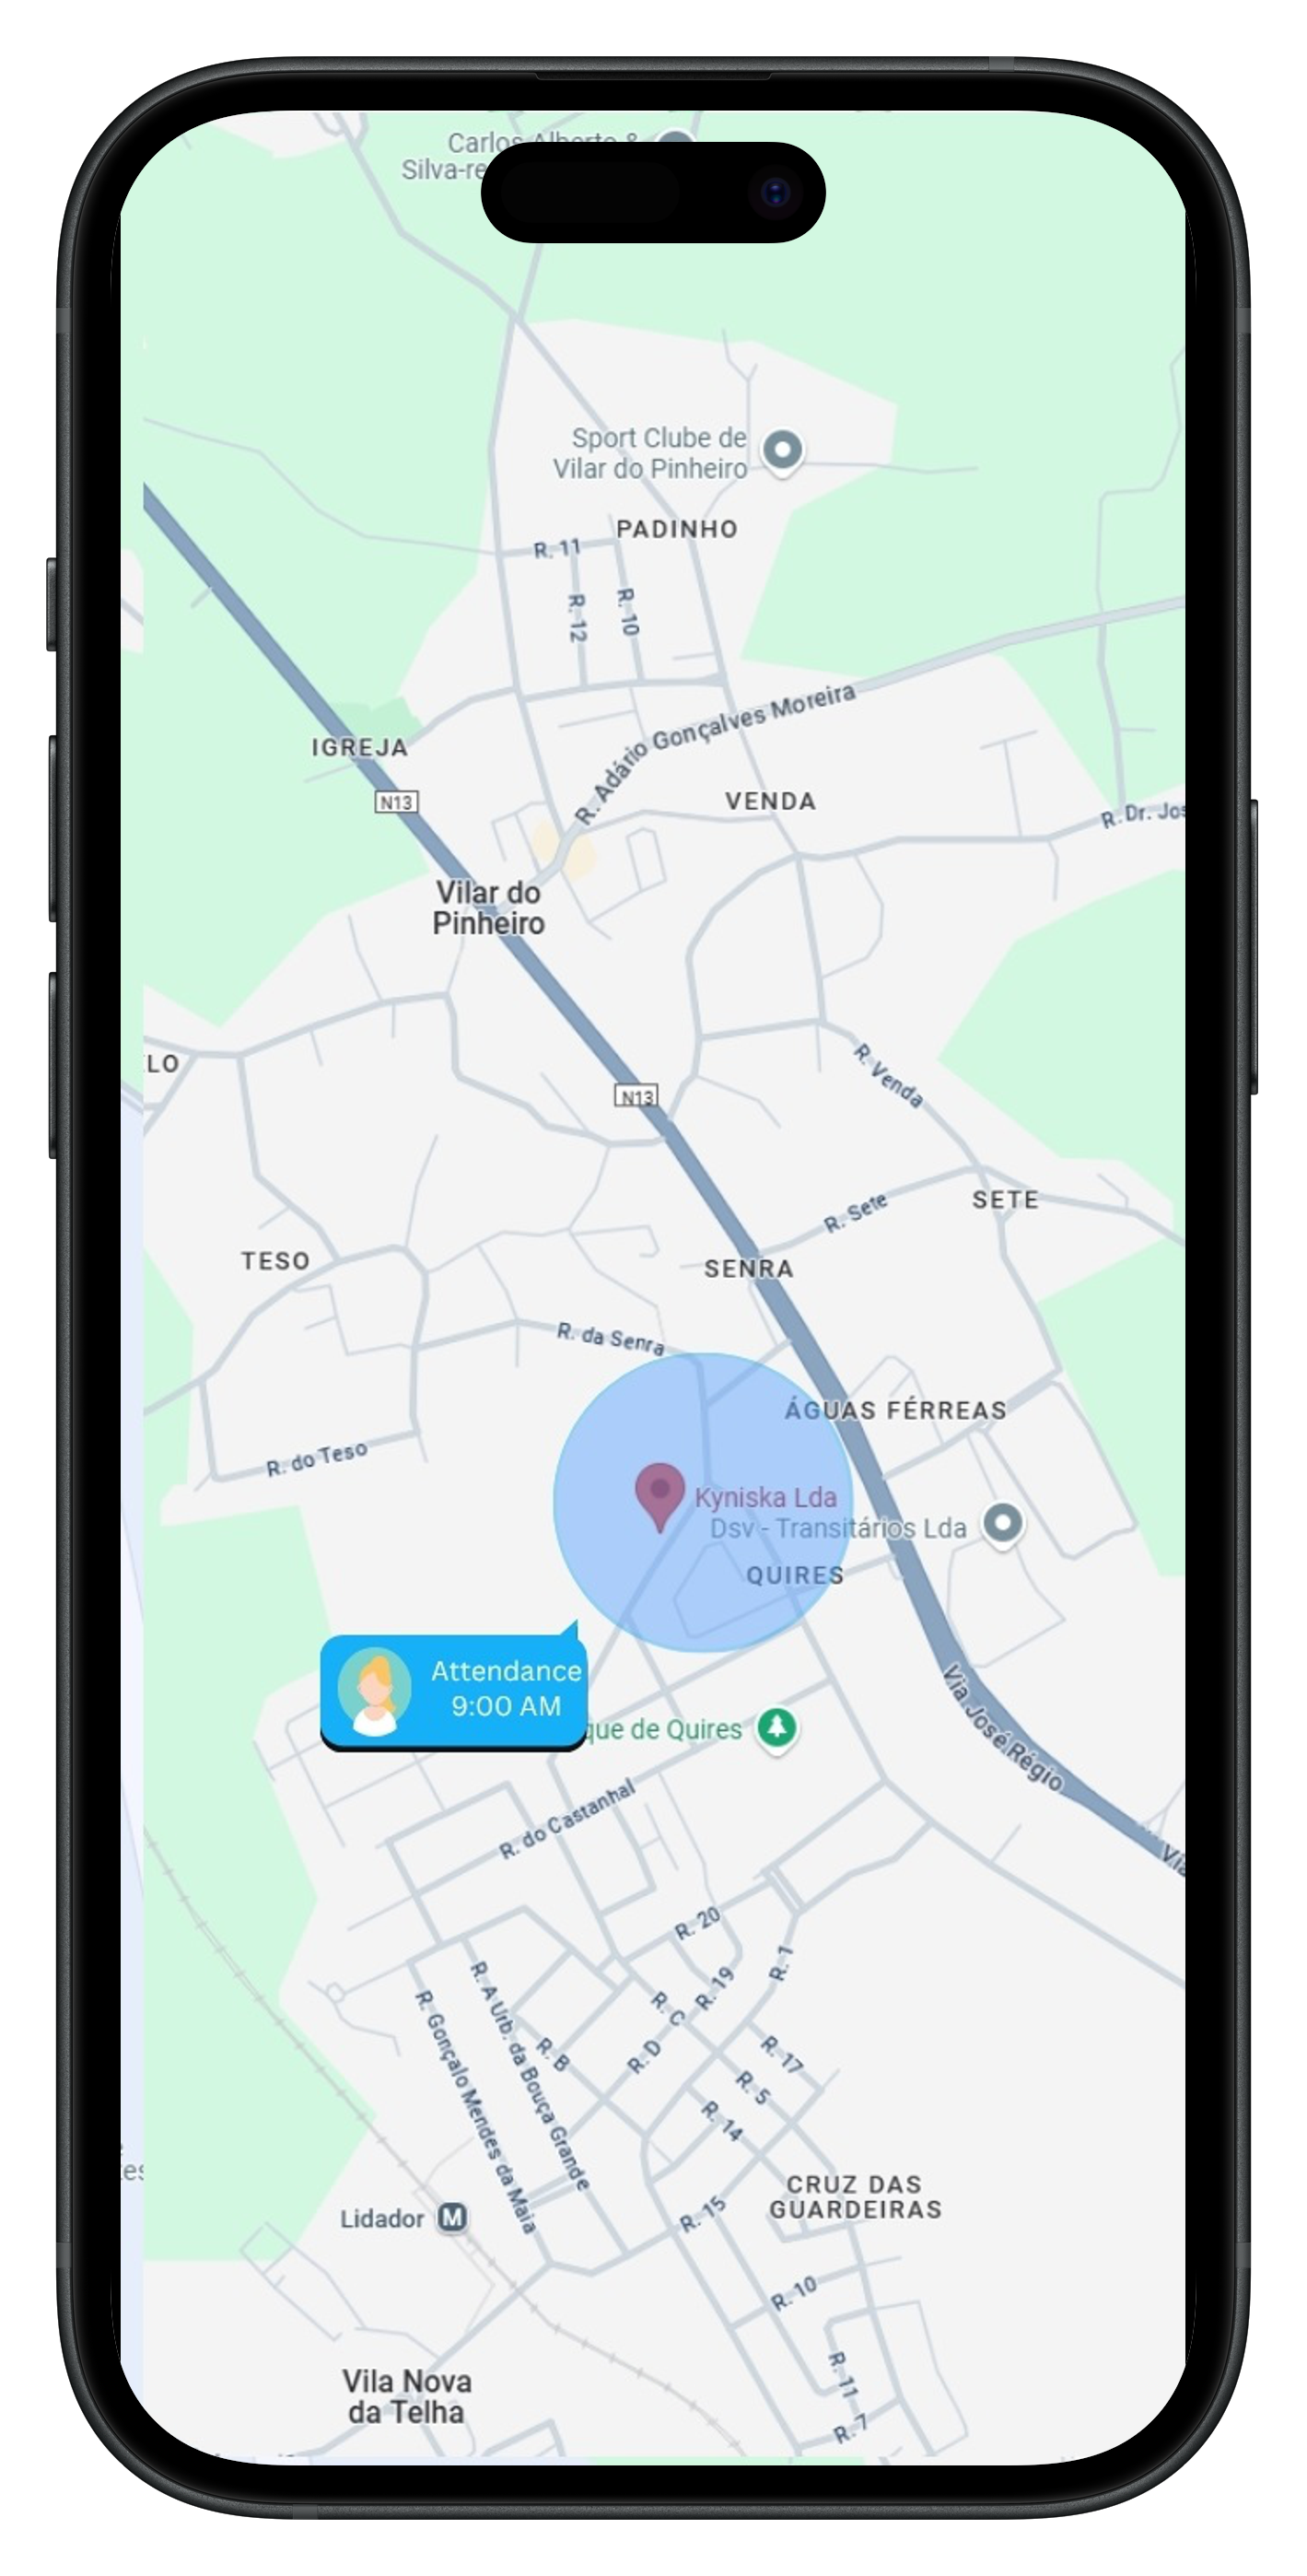 Carlos Alberto &
Silva-re
Sport Clube de
Vilar do Pinheiro
PADINHO
R. 11
R. 12
R. 10
R. Adário Gonçalves Moreira
IGREJA
N13
VENDA
R. Dr. Jos
Vilar do
Pinheiro
LO
R. Venda
N13
R. Sete
SETE
TESO
SENRA
R. da Senra
ÁGUAS FÉRREAS
R. do Teso
Kyniska Lda
Dsv - Transitários Lda
QUIRES
Attendance
9:00 AM
que de Quires
Via José Régio
R. do Castanhal
Via
R. 20
R. 1
R. 19
R. C
R. A Urb. da Bouça Grande
R. Gonçalo Mendes da Maia
R. B
R. D
R. 17
R. 5
R. 14
CRUZ DAS
GUARDEIRAS
R. 15
Lidador M
R. 10
R. 11
Vila Nova
da Telha
R. 7